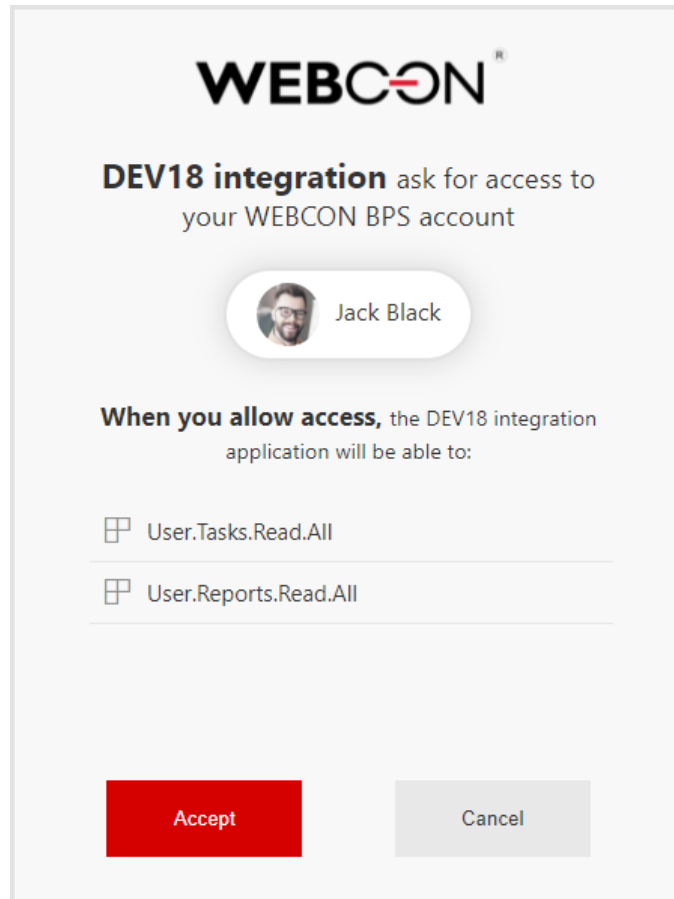 WEBCON®
DEV18 integration ask for access to
your WEBCON BPS account
Jack Black
When you allow access, the DEV18 integration
application will be able to:
User.Tasks.Read.All
User.Reports.Read.All
Accept
Cancel